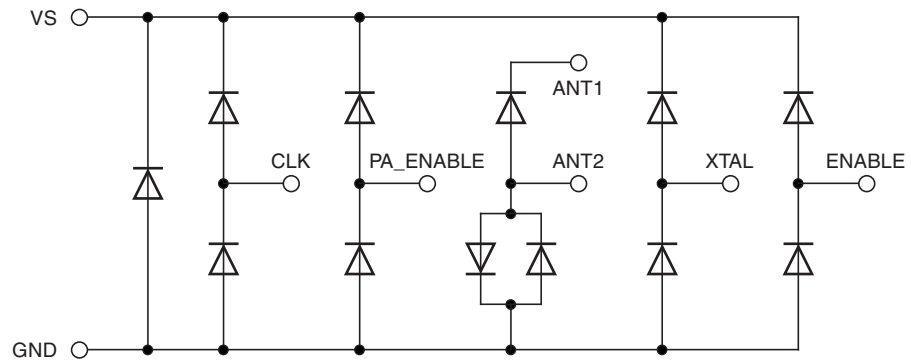 VS
ANT1
CLK
PA_ENABLE
ANT2
XTAL
ENABLE
GND